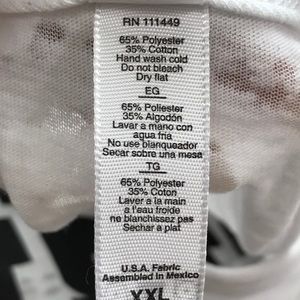 RN 111449
65% Polyester
35% Cotton
Hand wash cold
Do not bleach
Dry flat
EG
65% Poliester
35% Algodón
Lavar a mano con
agua fria
No use blanqueador
Secar sobre una mesa
TG
65% Polyester
35% Coton
Lave a la main
a l'eau froide
ne blanchissez pas
Sechar a plat
U.S.A. Fabric
Assembled in Mexico
XXL